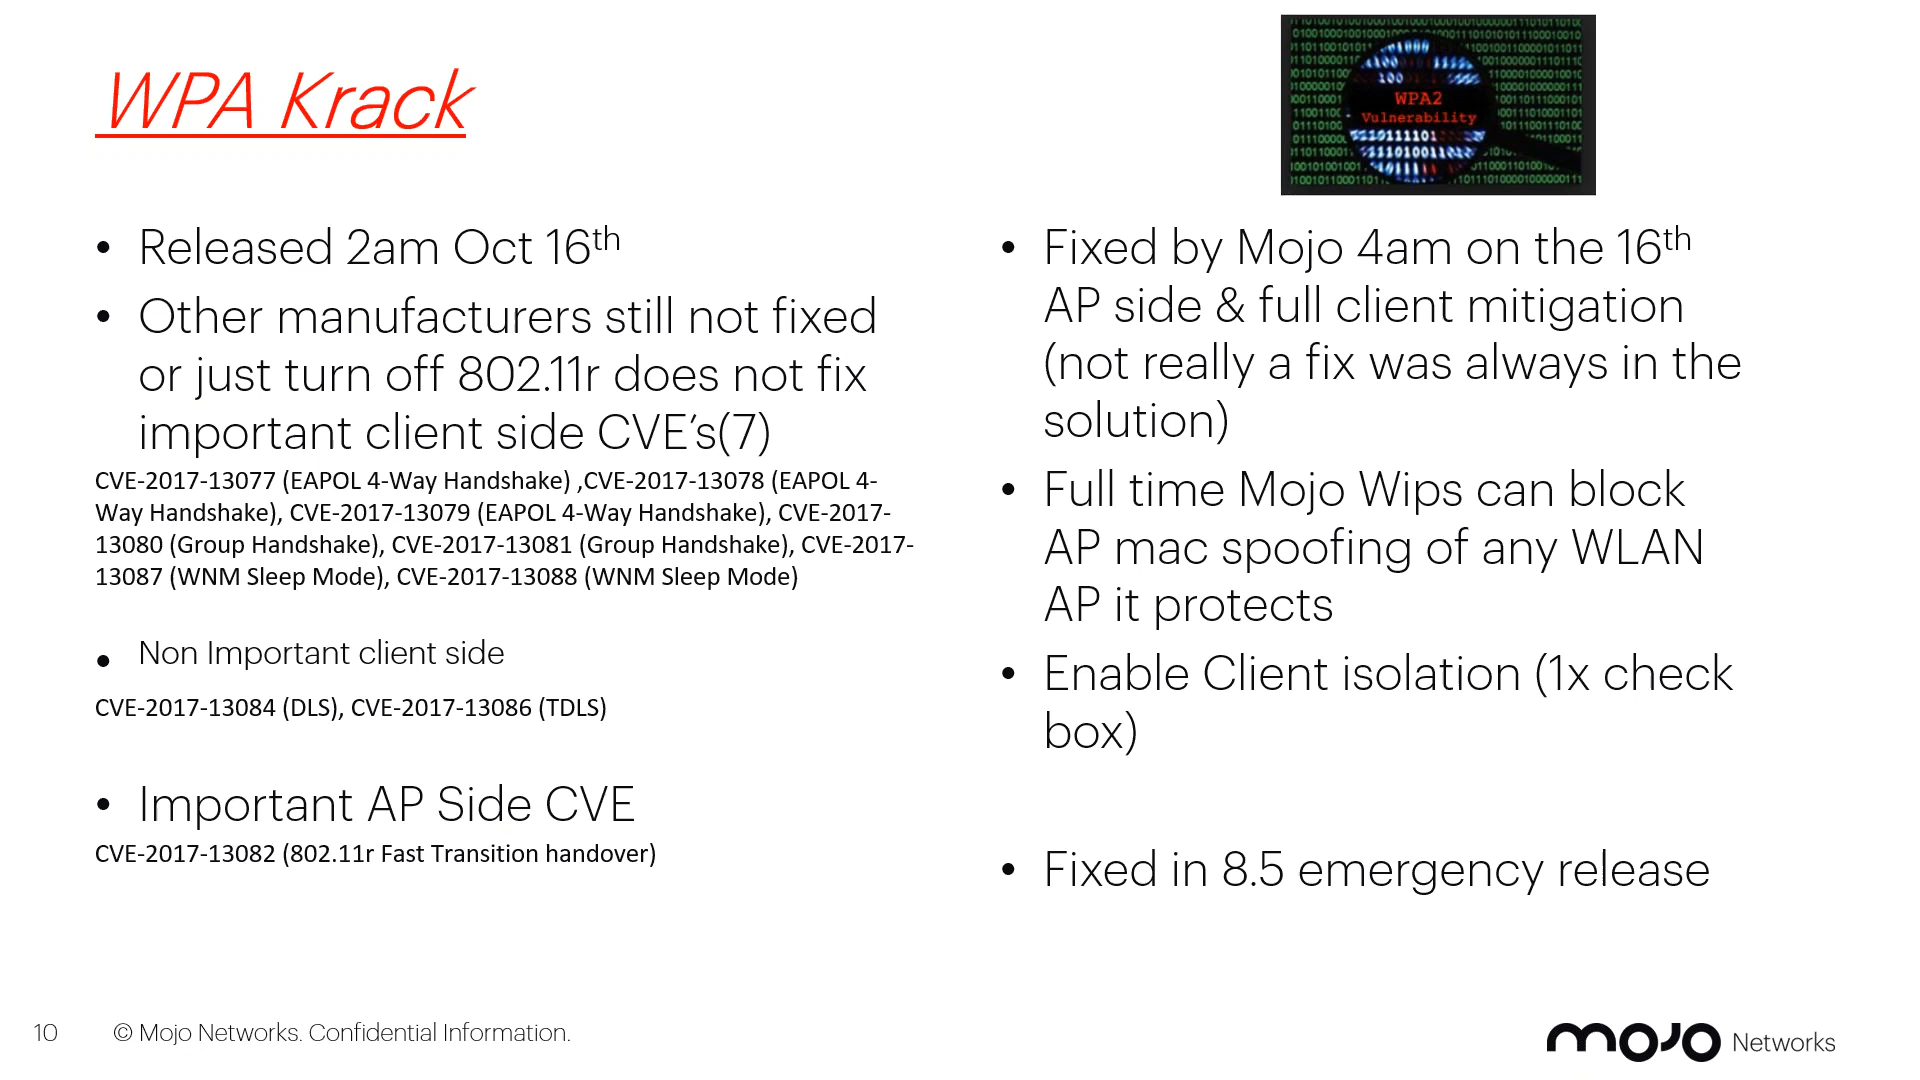 WPA Krack
WPA2
Vulnerability
• Released 2am Oct 16th
• Other manufacturers still not fixed
or just turn off 802.11r does not fix
important client side CVE’s(7)
CVE-2017-13077 (EAPOL 4-Way Handshake) ,CVE-2017-13078 (EAPOL 4-
Way Handshake), CVE-2017-13079 (EAPOL 4-Way Handshake), CVE-2017-
13080 (Group Handshake), CVE-2017-13081 (Group Handshake), CVE-2017-
13087 (WNM Sleep Mode), CVE-2017-13088 (WNM Sleep Mode)
• Non Important client side
CVE-2017-13084 (DLS), CVE-2017-13086 (TDLS)
• Important AP Side CVE
CVE-2017-13082 (802.11r Fast Transition handover)
• Fixed by Mojo 4am on the 16th
AP side & full client mitigation
(not really a fix was always in the
solution)
• Full time Mojo Wips can block
AP mac spoofing of any WLAN
AP it protects
• Enable Client isolation (1x check
box)
• Fixed in 8.5 emergency release
10 © Mojo Networks. Confidential Information.
mojo Networks